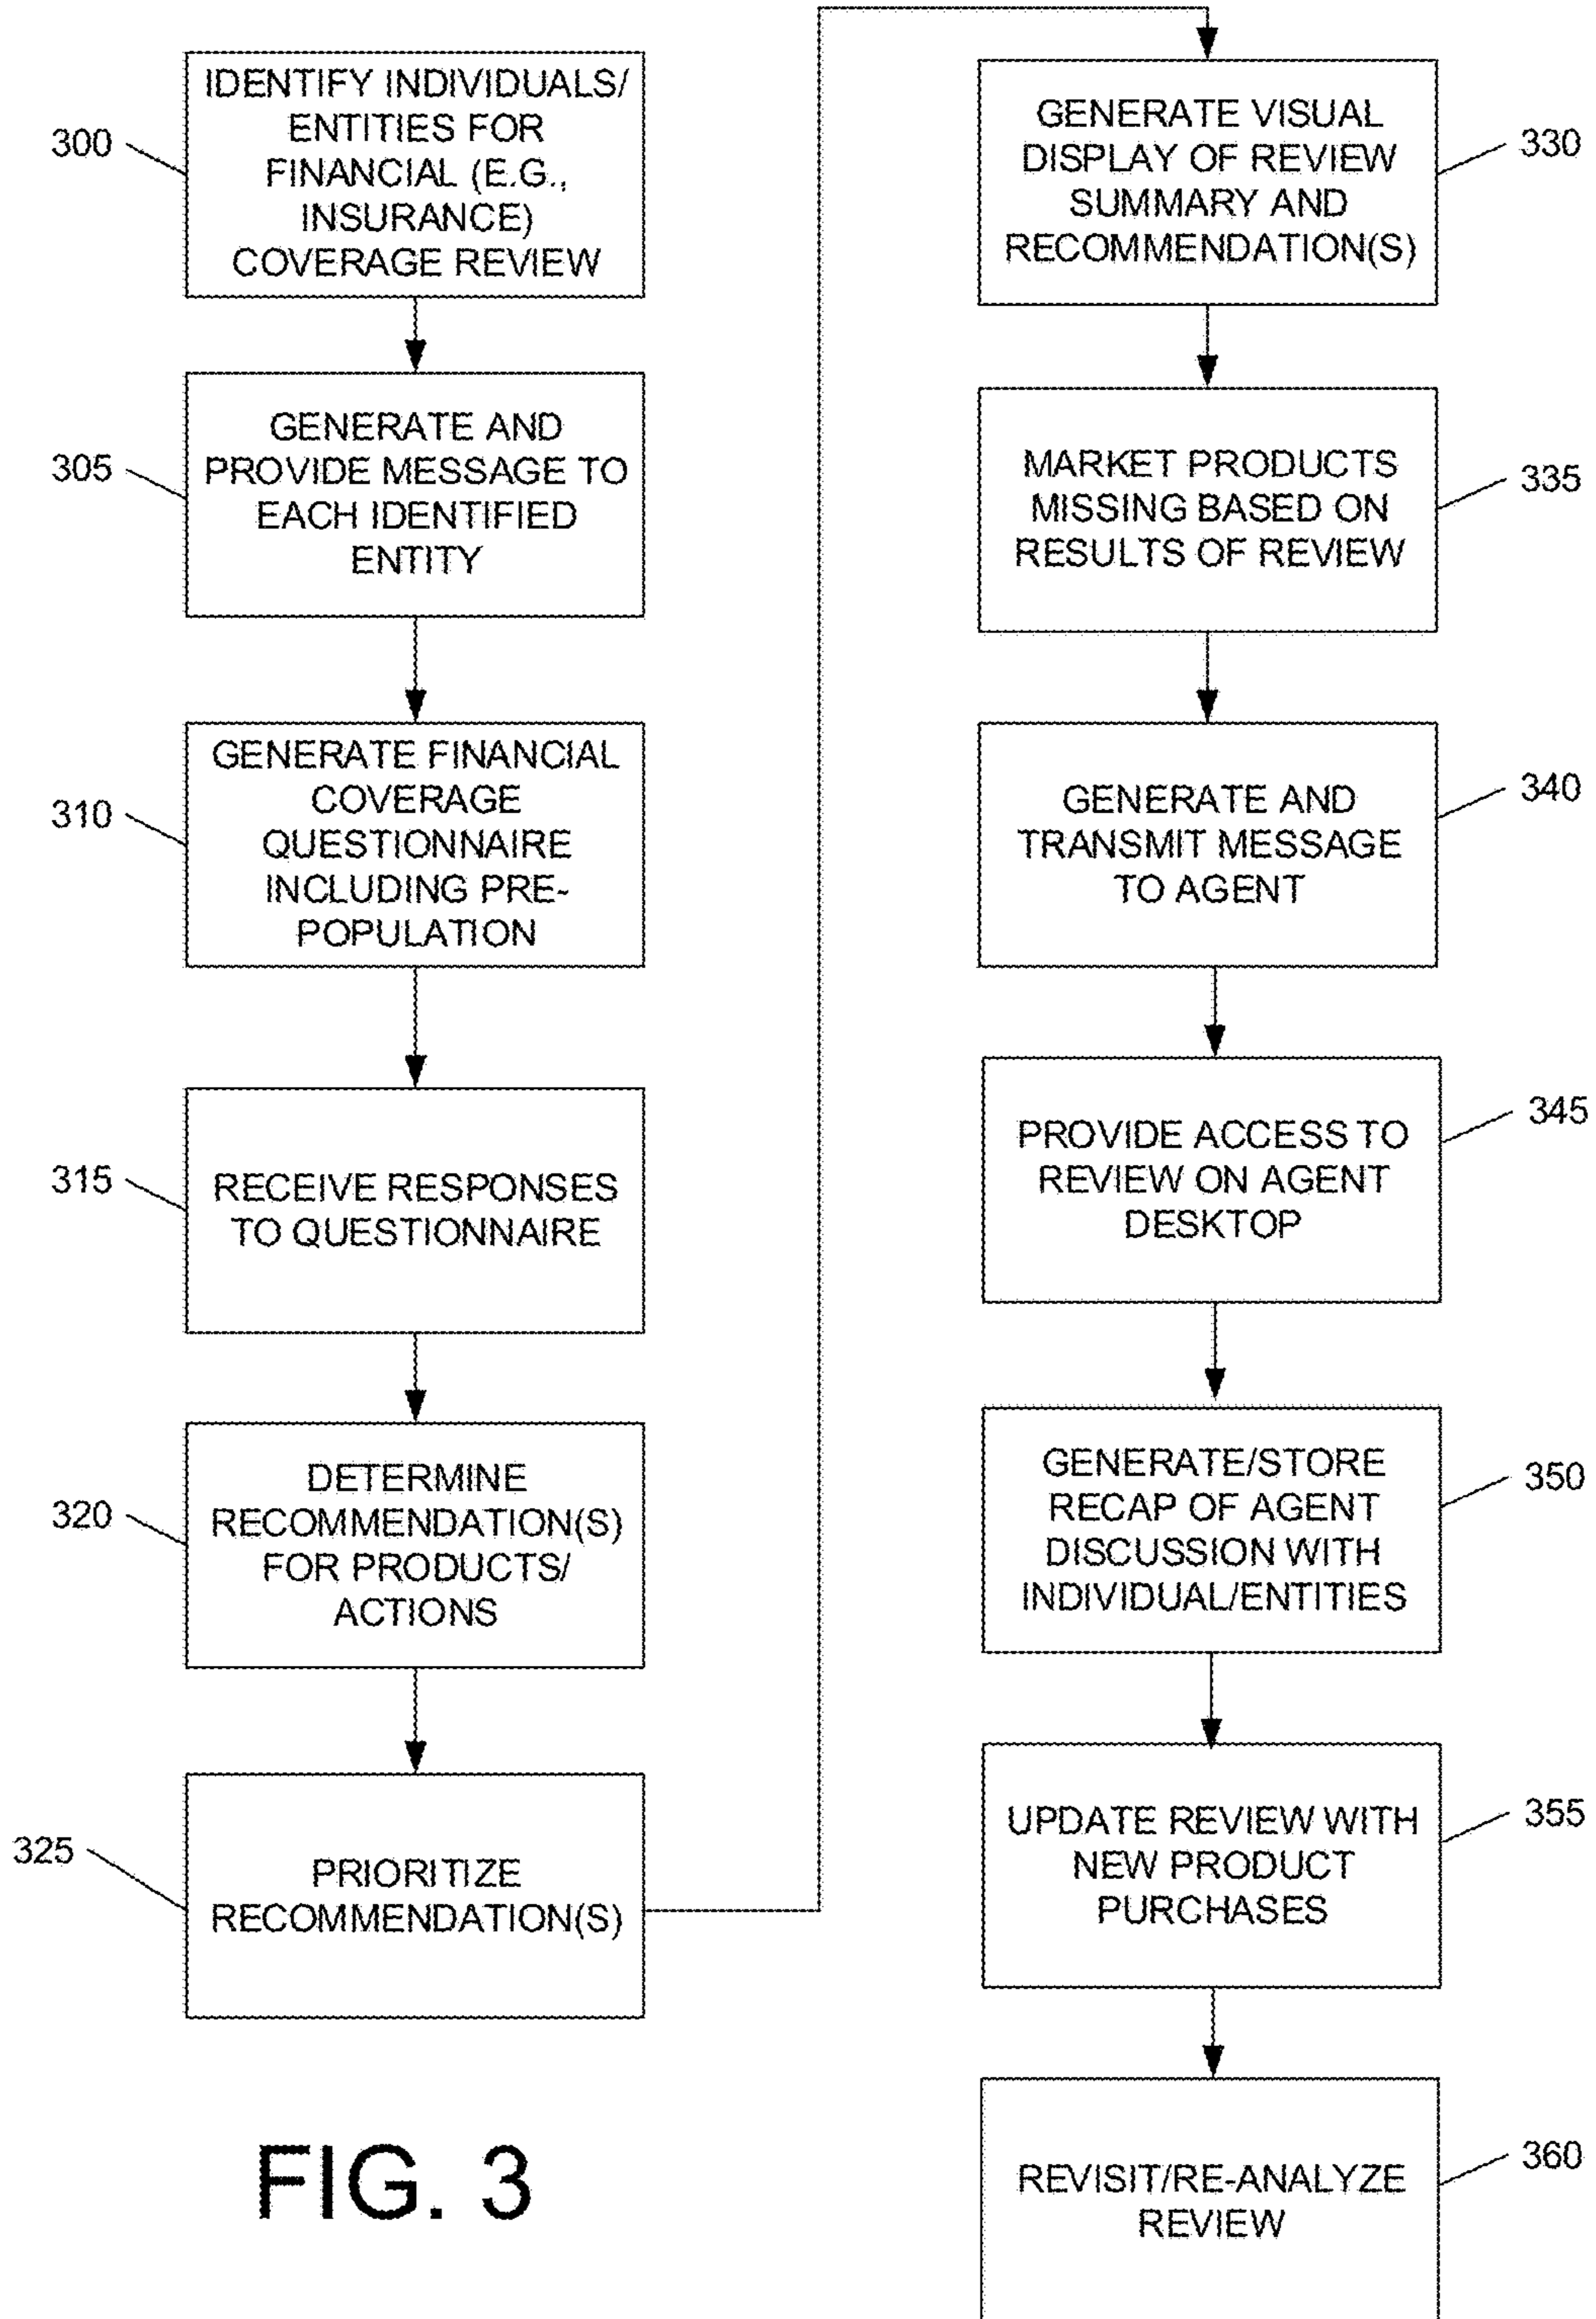 300
IDENTIFY INDIVIDUALS/
ENTITIES FOR
FINANCIAL (E.G.,
INSURANCE)
COVERAGE REVIEW
305
GENERATE AND
PROVIDE MESSAGE TO
EACH IDENTIFIED
ENTITY
310
GENERATE FINANCIAL
COVERAGE
QUESTIONNAIRE
INCLUDING PRE-
POPULATION
315
RECEIVE RESPONSES
TO QUESTIONNAIRE
320
DETERMINE
RECOMMENDATION(S)
FOR PRODUCTS/
ACTIONS
325
PRIORITIZE
RECOMMENDATION(S)
GENERATE VISUAL
DISPLAY OF REVIEW
SUMMARY AND
RECOMMENDATION(S)
330
MARKET PRODUCTS
MISSING BASED ON
RESULTS OF REVIEW
335
GENERATE AND
TRANSMIT MESSAGE
TO AGENT
340
PROVIDE ACCESS TO
REVIEW ON AGENT
DESKTOP
345
GENERATE/STORE
RECAP OF AGENT
DISCUSSION WITH
INDIVIDUAL/ENTITIES
350
UPDATE REVIEW WITH
NEW PRODUCT
PURCHASES
355
REVISIT/RE-ANALYZE
REVIEW
360
FIG. 3